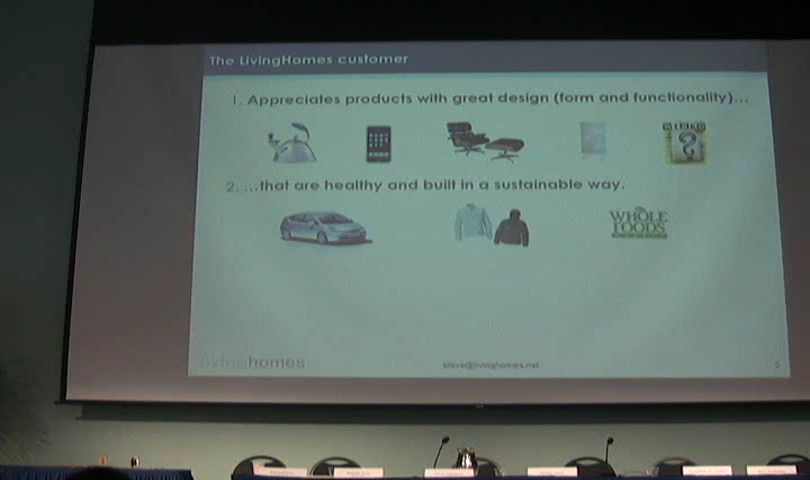 The LivingHomes customer
1. Appreciates products with great design (form and functionality)...
WIRED
2. ...that are healthy and built in a sustainable way.
WHOLE
FOODS
livinghomes
steve@livinghomes.net